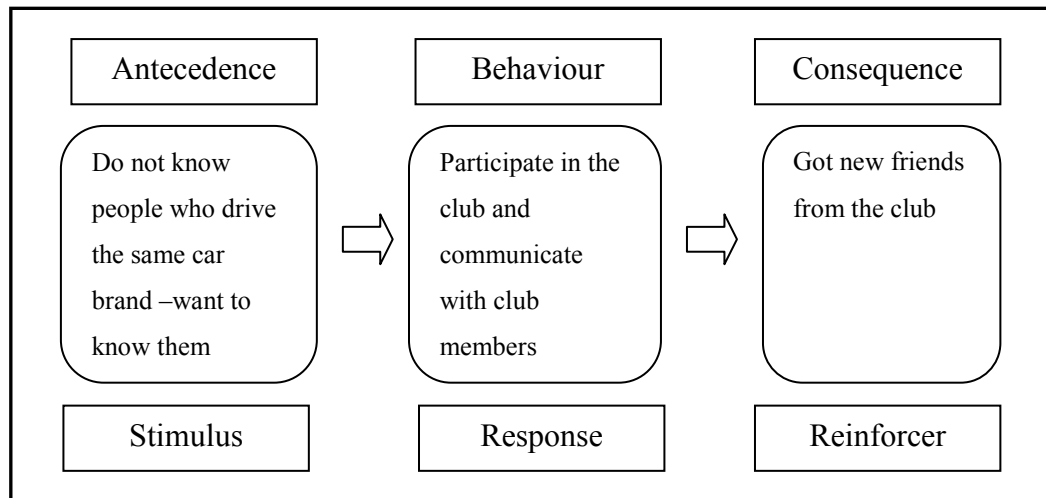 Antecedence
Behaviour
Consequence
Do not know
people who drive
the same car
brand –want to
know them
Participate in the
club and
communicate
with club
members
Got new friends
from the club
Stimulus
Response
Reinforcer